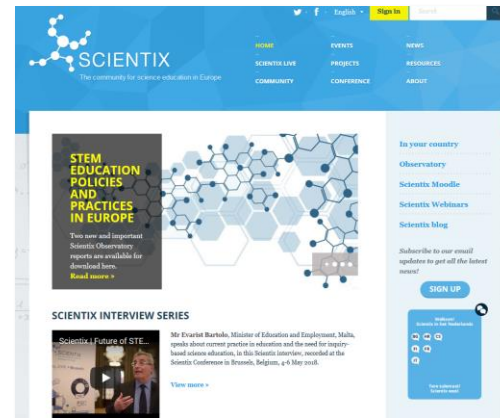 English
Sign in
SCIENTIX
The community for science education in Europe
HOME
EVENTS
NEWS
SCIENTIX LIVE
PROJECTS
RESOURCES
COMMUNITY
CONFERENCE
ABOUT
STEM
EDUCATION
POLICIES
AND
PRACTICES
IN EUROPE
Two new and important
Scientix Observatory
reports are available for
download here.
Read more »
In your country
Observatory
Scientix Moodle
Scientix Webinars
Scientix blog
Subscribe to our email
updates to get all the latest
news!
SIGN UP
SCIENTIX INTERVIEW SERIES
Scientix | Future of STE...
Mr Evarist Bartolo, Minister of Education and Employment, Malta,
speaks about current practice in education and the need for inquiry-
based science education, in this Scientix interview, recorded at the
Scientix Conference in Brussels, Belgium, 4-6 May 2018.
View more »